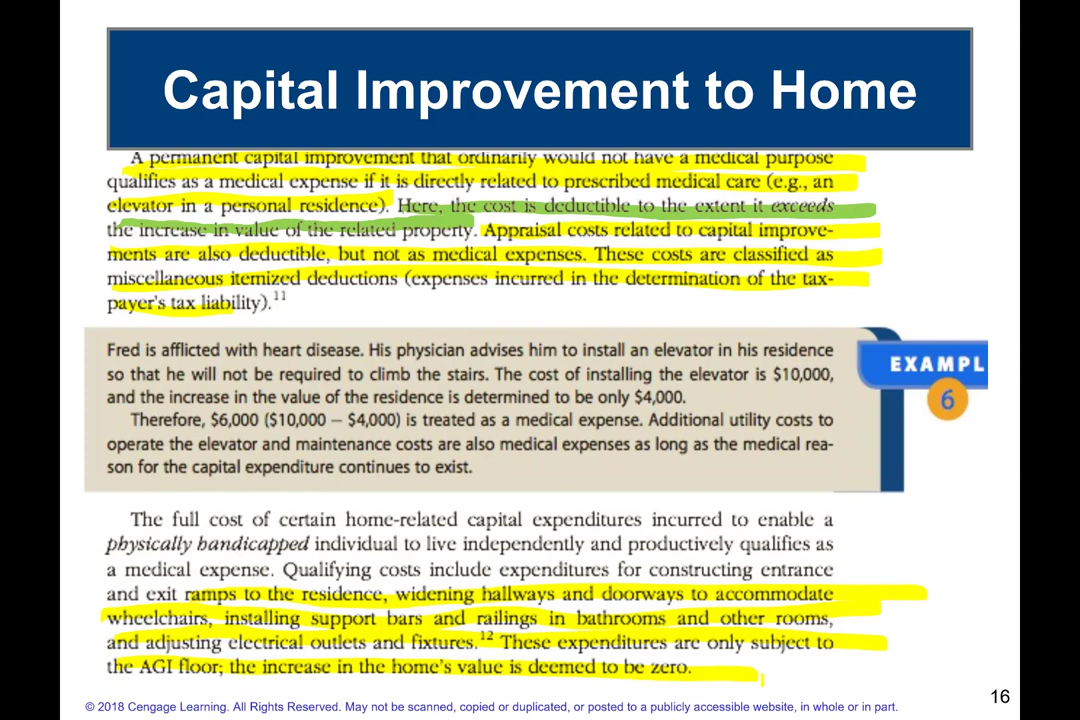 Capital Improvement to Home
A permanent capital improvement that ordinarily would not have a medical purpose
qualifies as a medical expense if it is directly related to prescribed medical care (e.g., an
elevator in a personal residence). Here, the cost is deductible to the extent it exceeds
the increase in value of the related property. Appraisal costs related to capital improve-
ments are also deductible, but not as medical expenses. These costs are classified as
miscellaneous itemized deductions (expenses incurred in the determination of the tax-
payer's tax liability).11
Fred is afflicted with heart disease. His physician advises him to install an elevator in his residence
so that he will not be required to climb the stairs. The cost of installing the elevator is $10,000,
and the increase in the value of the residence is determined to be only $4,000.
Therefore, $6,000 ($10,000 − $4,000) is treated as a medical expense. Additional utility costs to
operate the elevator and maintenance costs are also medical expenses as long as the medical rea-
son for the capital expenditure continues to exist.
EXAMPL
6
The full cost of certain home-related capital expenditures incurred to enable a
physically handicapped individual to live independently and productively qualifies as
a medical expense. Qualifying costs include expenditures for constructing entrance
and exit ramps to the residence, widening hallways and doorways to accommodate
wheelchairs, installing support bars and railings in bathrooms and other rooms,
and adjusting electrical outlets and fixtures.12 These expenditures are only subject to
the AGI floor; the increase in the home's value is deemed to be zero.
16
© 2018 Cengage Learning. All Rights Reserved. May not be scanned, copied or duplicated, or posted to a publicly accessible website, in whole or in part.